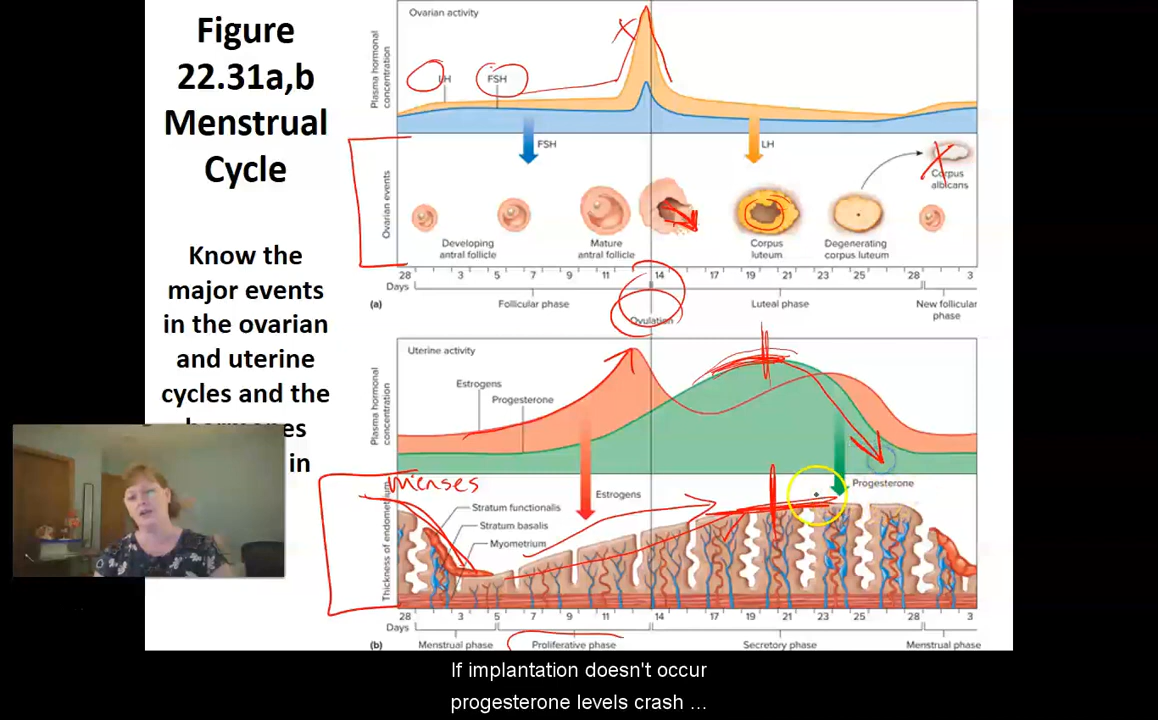 Figure
22.31a,b
Menstrual
Cycle
Know the
major events
in the ovarian
and uterine
cycles and the
in
Ovarian activity
Plasma hormonal
concentration
LH
FSH
FSH
LH
Ovarian events
Corpus
albicans
Developing
antral follicle
Mature
antral follicle
Corpus
luteum
Degenerating
corpus luteum
28 3 5 7 9 11 14 17 19 21 23 25 28 3
Days
(a)
Follicular phase
Ovulation
Luteal phase
New follicular
phase
Uterine activity
Plasma hormonal
concentration
Estrogens
Progesterone
Estrogens
Progesterone
menses
Thickness of endometrium
Stratum functionalis
Stratum basalis
Myometrium
28 3 5 7 9 11 14 17 19 21 23 25 28 3
Days
(b)
Menstrual phase
Proliferative phase
Secretory phase
Menstrual phase
If implantation doesn't occur
progesterone levels crash ...